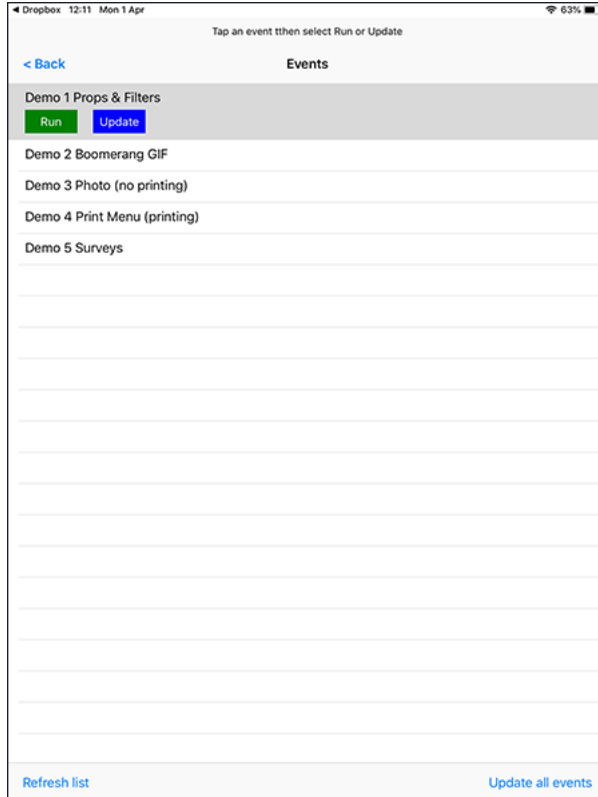 Dropbox 12:11 Mon 1 Apr 63%
Tap an event tthen select Run or Update
< Back Events
Demo 1 Props & Filters
Run Update
Demo 2 Boomerang GIF
Demo 3 Photo (no printing)
Demo 4 Print Menu (printing)
Demo 5 Surveys
Refresh list Update all events